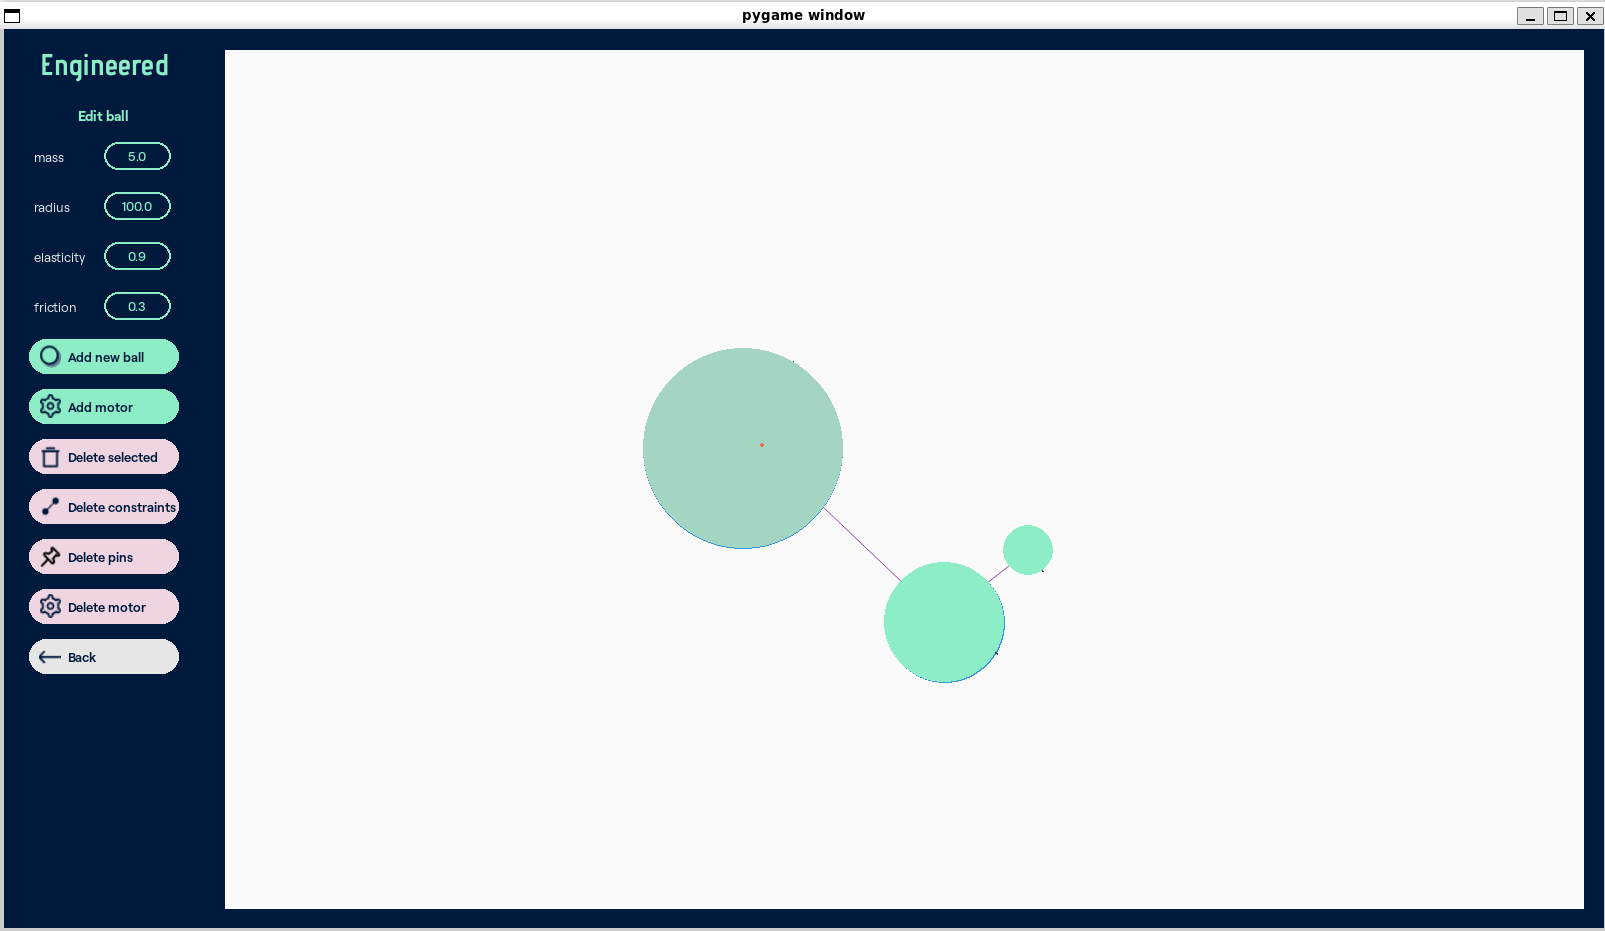 pygame window
Engineered
Edit ball
mass 5.0
radius 100.0
elasticity 0.9
friction 0.3
Add new ball
Add motor
Delete selected
Delete constraints
Delete pins
Delete motor
Back